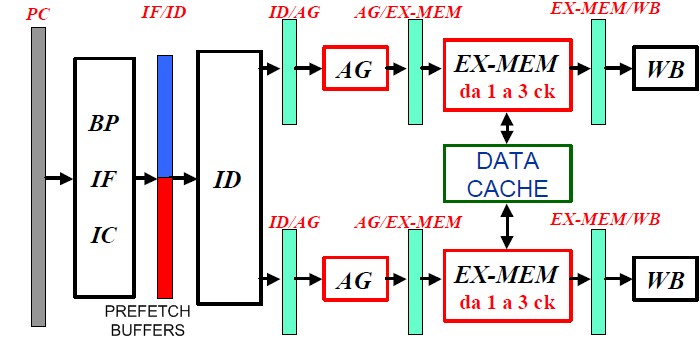 PC
IF/ID
ID/AG
AG/EX-MEM
EX-MEM/WB
BP
IF
IC
ID
AG
EX-MEM
da 1 a 3 ck
WB
DATA
CACHE
ID/AG
AG/EX-MEM
EX-MEM/WB
AG
EX-MEM
da 1 a 3 ck
WB
PREFETCH
BUFFERS